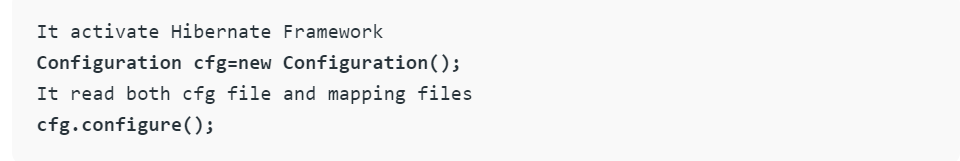 It activate Hibernate Framework
Configuration cfg=new Configuration();
It read both cfg file and mapping files
cfg.configure();